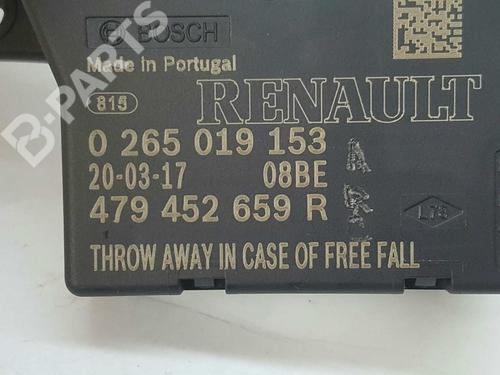 BOSCH
Made in Portugal
815
RENAULT
0 265 019 153
20-03-17 08BE
479 452 659 R
THROW AWAY IN CASE OF FREE FALL
B-PARTS